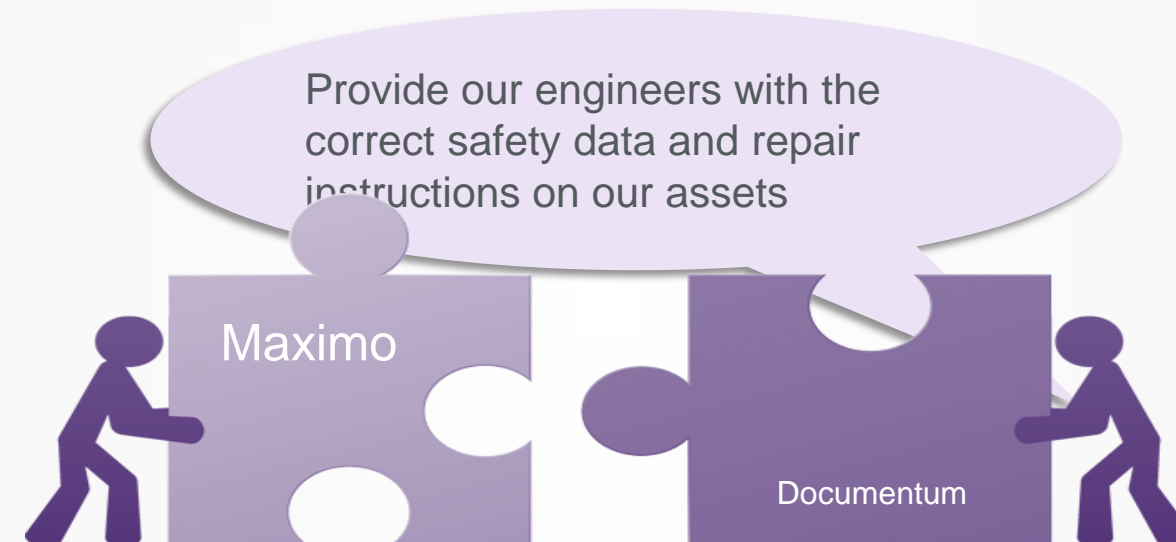 Provide our engineers with the
correct safety data and repair
instructions on our assets
Maximo
Documentum